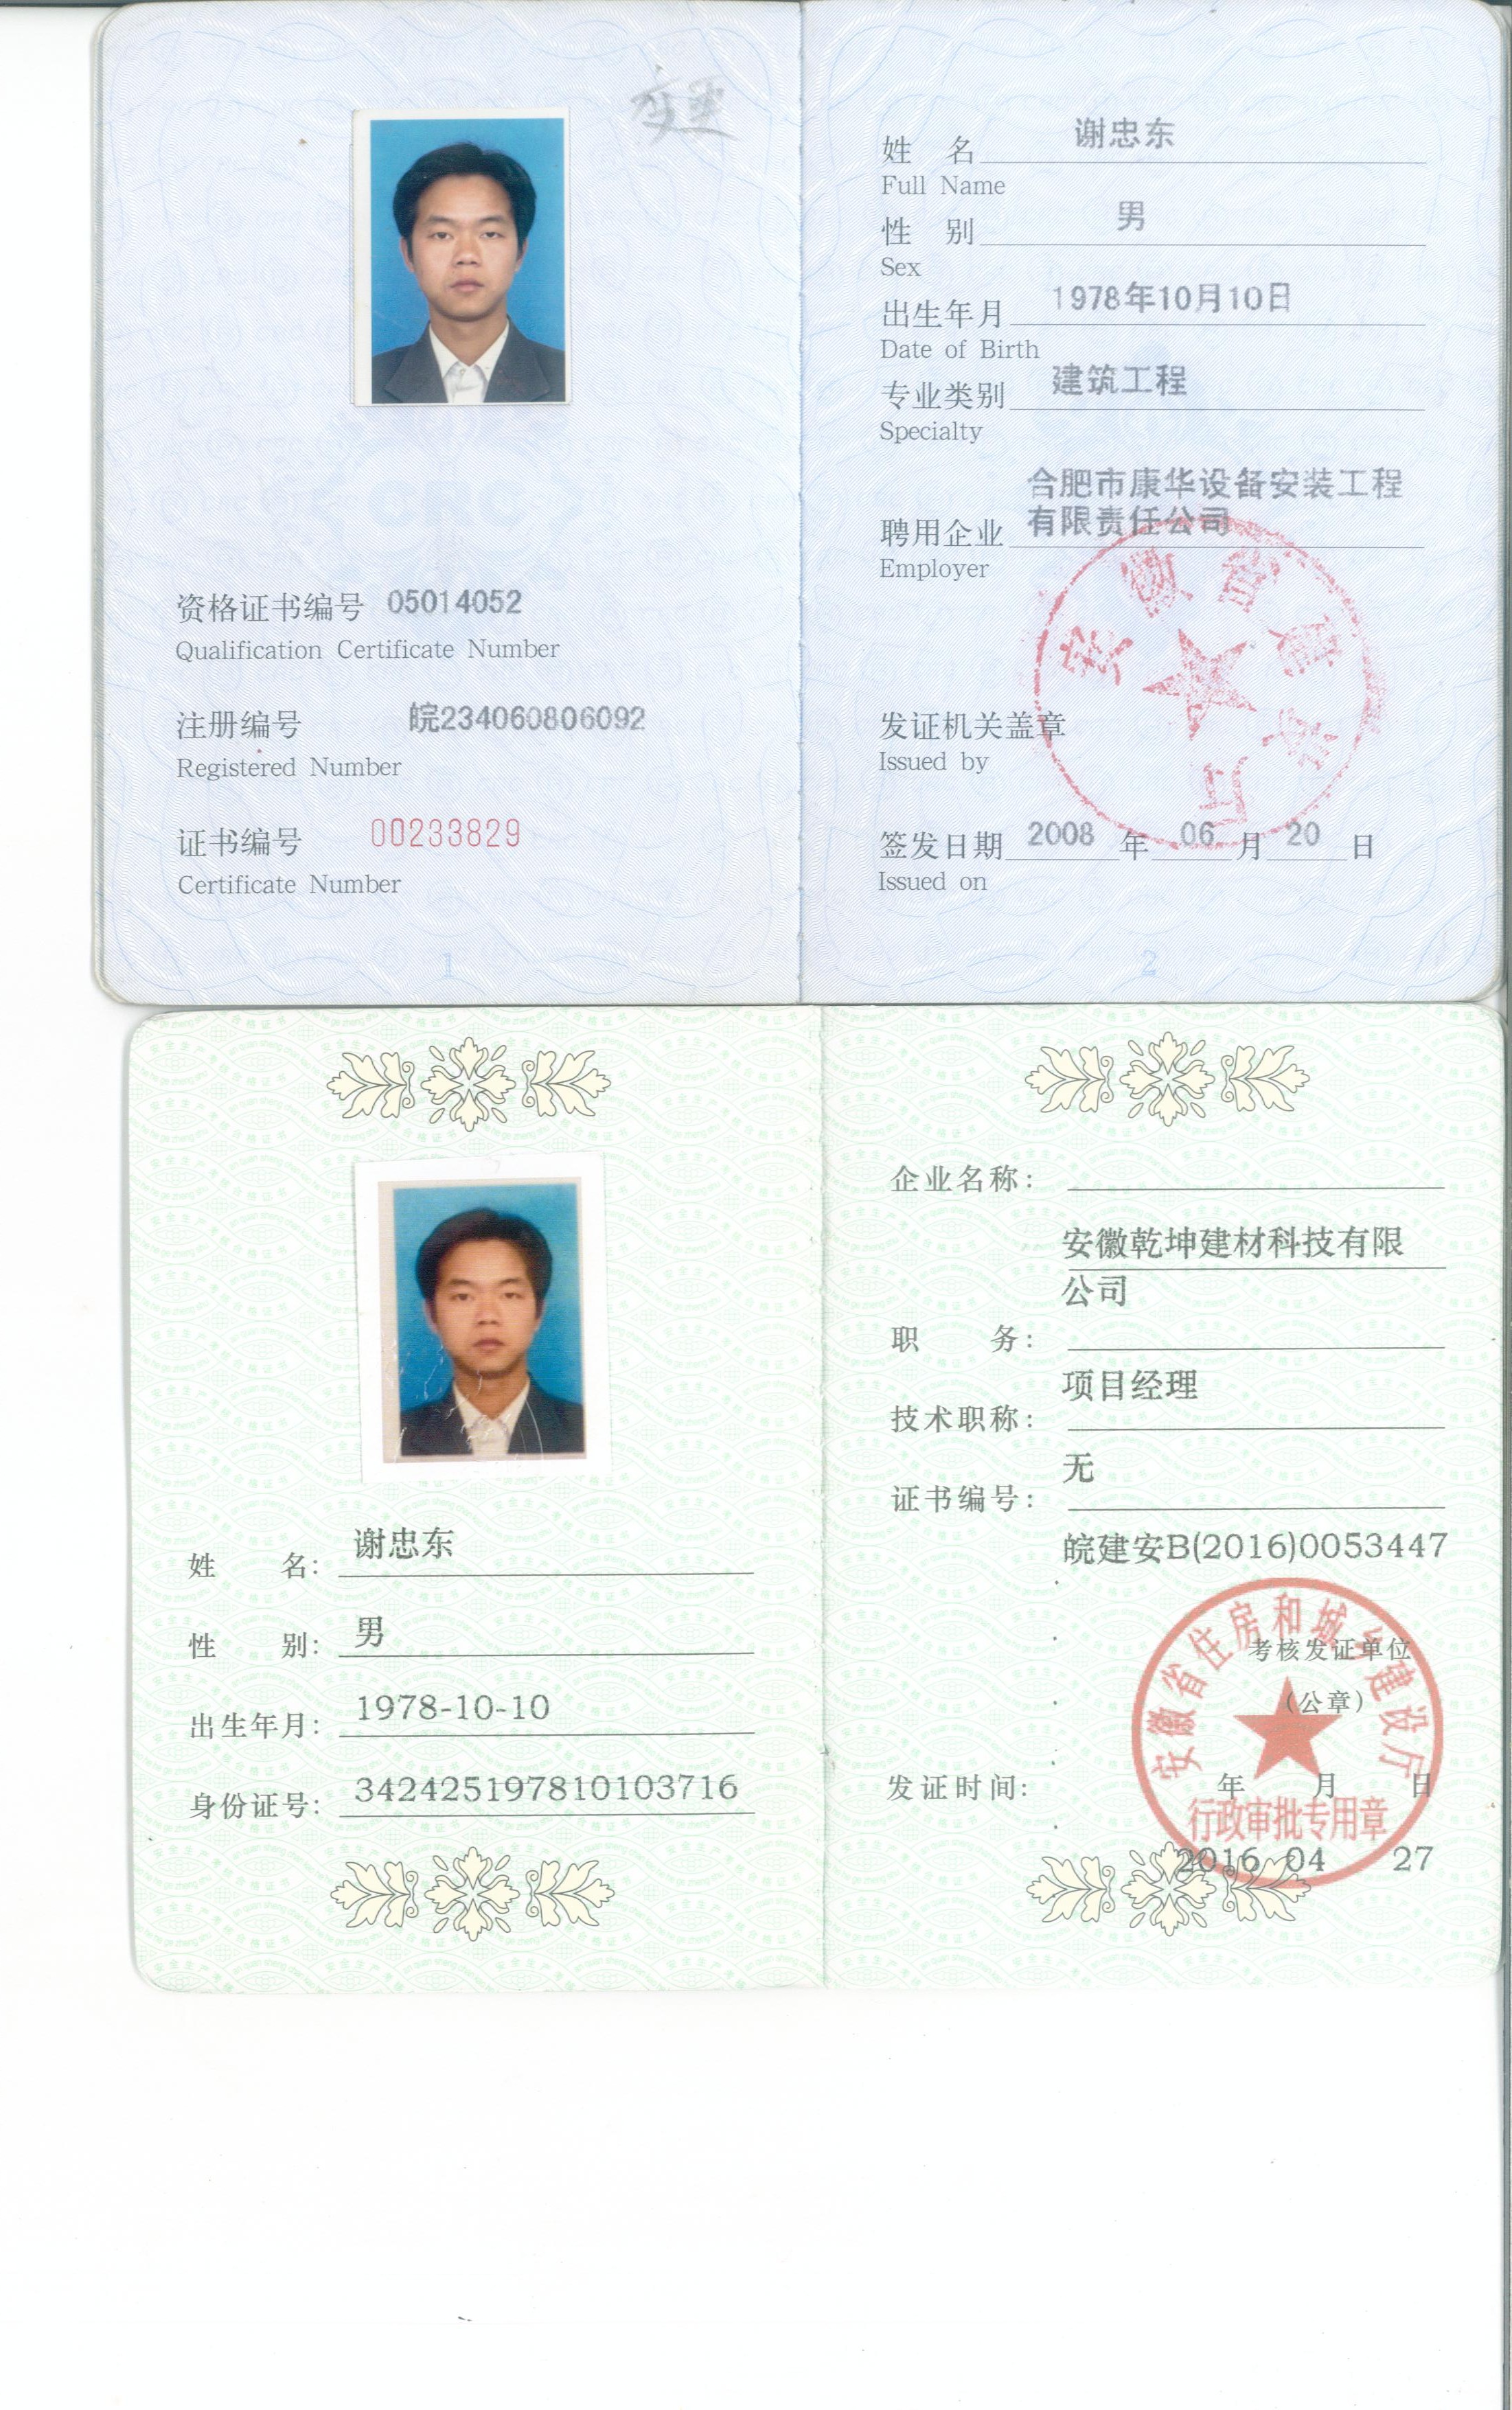 变更
资格证书编号 05014052
Qualification Certificate Number
注册编号 皖234060806092
Registered Number
证书编号 00233829
Certificate Number
1
姓 名 谢忠东
Full Name
性 别 男
Sex
出生年月 1978年10月10日
Date of Birth
专业类别 建筑工程
Specialty
合肥市康华设备安装工程
聘用企业 有限责任公司
Employer
发证机关盖章
Issued by
签发日期 2008 年 06 月 20 日
Issued on
2
姓 名: 谢忠东
性 别: 男
出生年月: 1978-10-10
身份证号: 342425197810103716
企业名称:
安徽乾坤建材科技有限
公司
职 务:
项目经理
技术职称:
无
证书编号:
皖建安B(2016)0053447
安徽省住房和城乡建设厅
考核发证单位
(公章)
发证时间: 年 月 日
行政审批专用章
2016 04 27